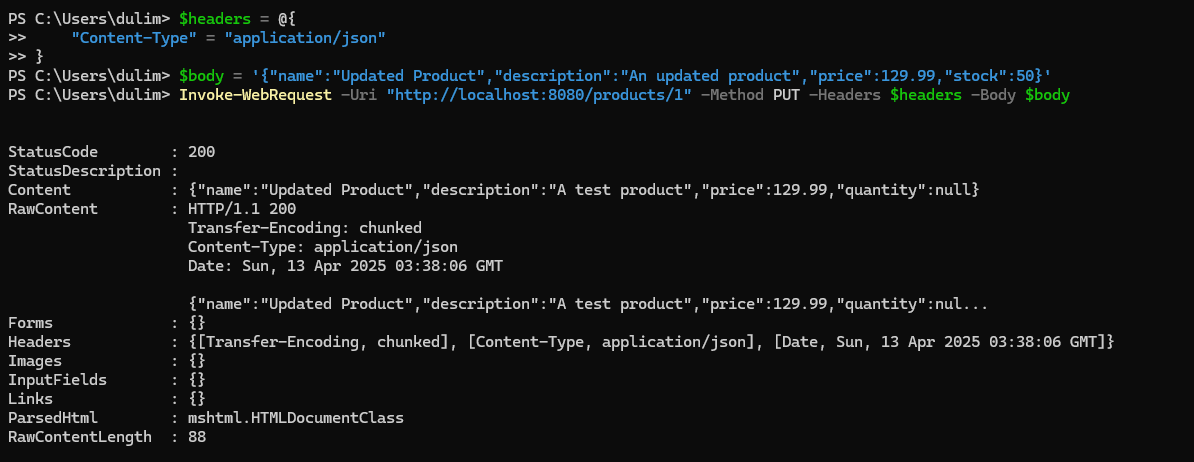 PS C:\Users\dulim> $headers = @{
>>     "Content-Type" = "application/json"
>> }
PS C:\Users\dulim> $body = '{"name":"Updated Product","description":"An updated product","price":129.99,"stock":50}'
PS C:\Users\dulim> Invoke-WebRequest -Uri "http://localhost:8080/products/1" -Method PUT -Headers $headers -Body $body
StatusCode        : 200
StatusDescription :
Content           : {"name":"Updated Product","description":"A test product","price":129.99,"quantity":null}
RawContent        : HTTP/1.1 200
                    Transfer-Encoding: chunked
                    Content-Type: application/json
                    Date: Sun, 13 Apr 2025 03:38:06 GMT
                    {"name":"Updated Product","description":"A test product","price":129.99,"quantity":nul...
Forms             : {}
Headers           : {[Transfer-Encoding, chunked], [Content-Type, application/json], [Date, Sun, 13 Apr 2025 03:38:06 GMT]}
Images            : {}
InputFields       : {}
Links             : {}
ParsedHtml        : mshtml.HTMLDocumentClass
RawContentLength  : 88